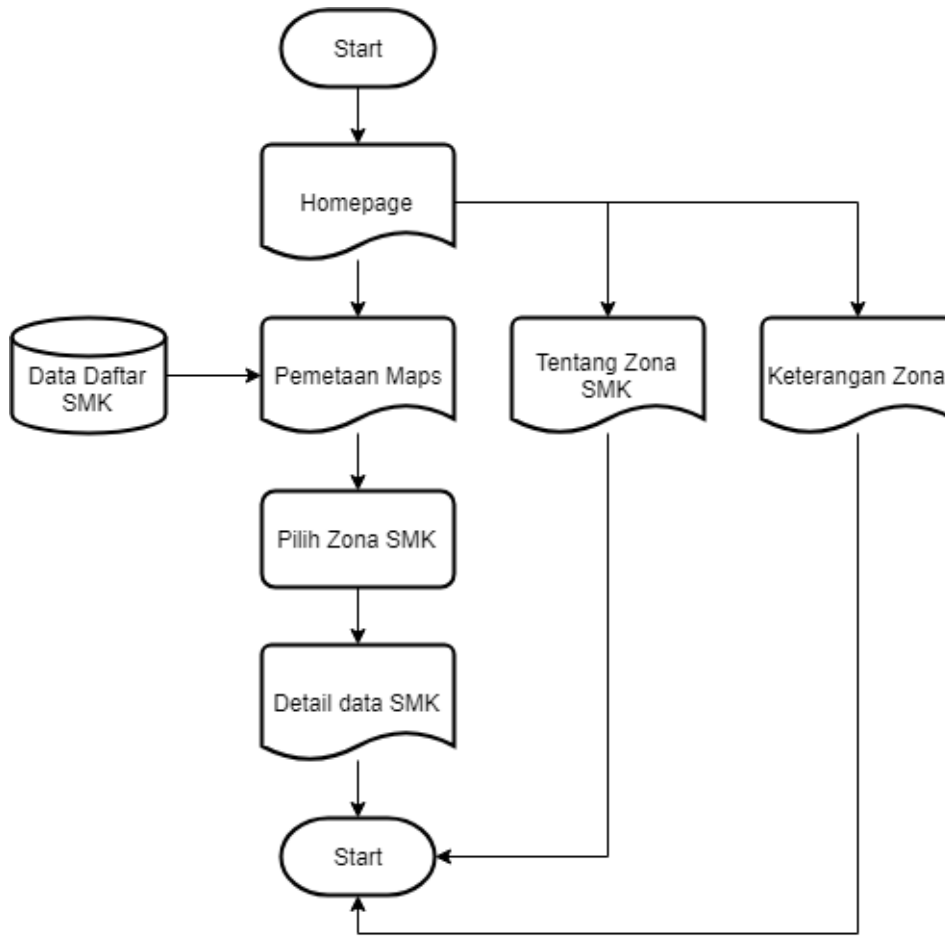 Start
Homepage
Data Daftar
SMK
Pemetaan Maps
Tentang Zona
SMK
Keterangan Zona
Pilih Zona SMK
Detail data SMK
Start